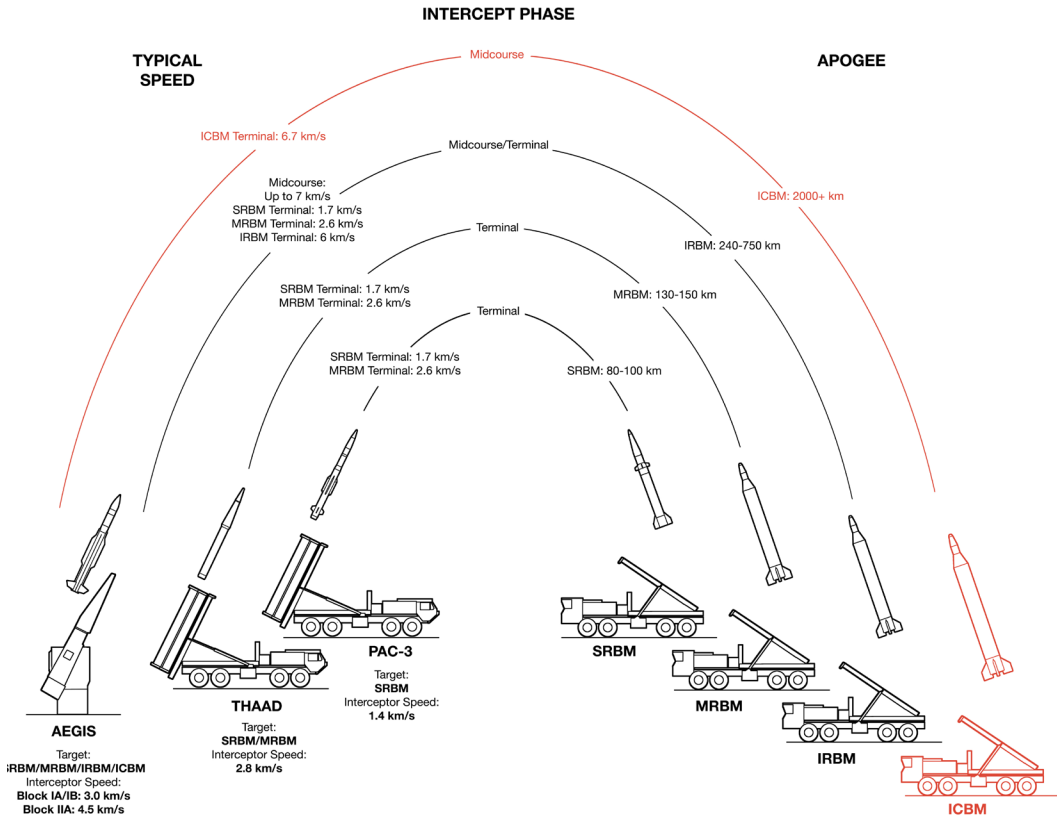 INTERCEPT PHASE
TYPICAL
SPEED
APOGEE
Midcourse
ICBM Terminal: 6.7 km/s
Midcourse/Terminal
Midcourse:
Up to 7 km/s
SRBM Terminal: 1.7 km/s
MRBM Terminal: 2.6 km/s
IRBM Terminal: 6 km/s
ICBM: 2000+ km
Terminal
IRBM: 240-750 km
SRBM Terminal: 1.7 km/s
MRBM Terminal: 2.6 km/s
MRBM: 130-150 km
Terminal
SRBM Terminal: 1.7 km/s
MRBM Terminal: 2.6 km/s
SRBM: 80-100 km
PAC-3
Target:
SRBM
Interceptor Speed:
1.4 km/s
SRBM
THAAD
Target:
SRBM/MRBM
Interceptor Speed:
2.8 km/s
MRBM
AEGIS
Target:
SRBM/MRBM/IRBM/ICBM
Interceptor Speed:
Block IA/IB: 3.0 km/s
Block IIA: 4.5 km/s
IRBM
ICBM